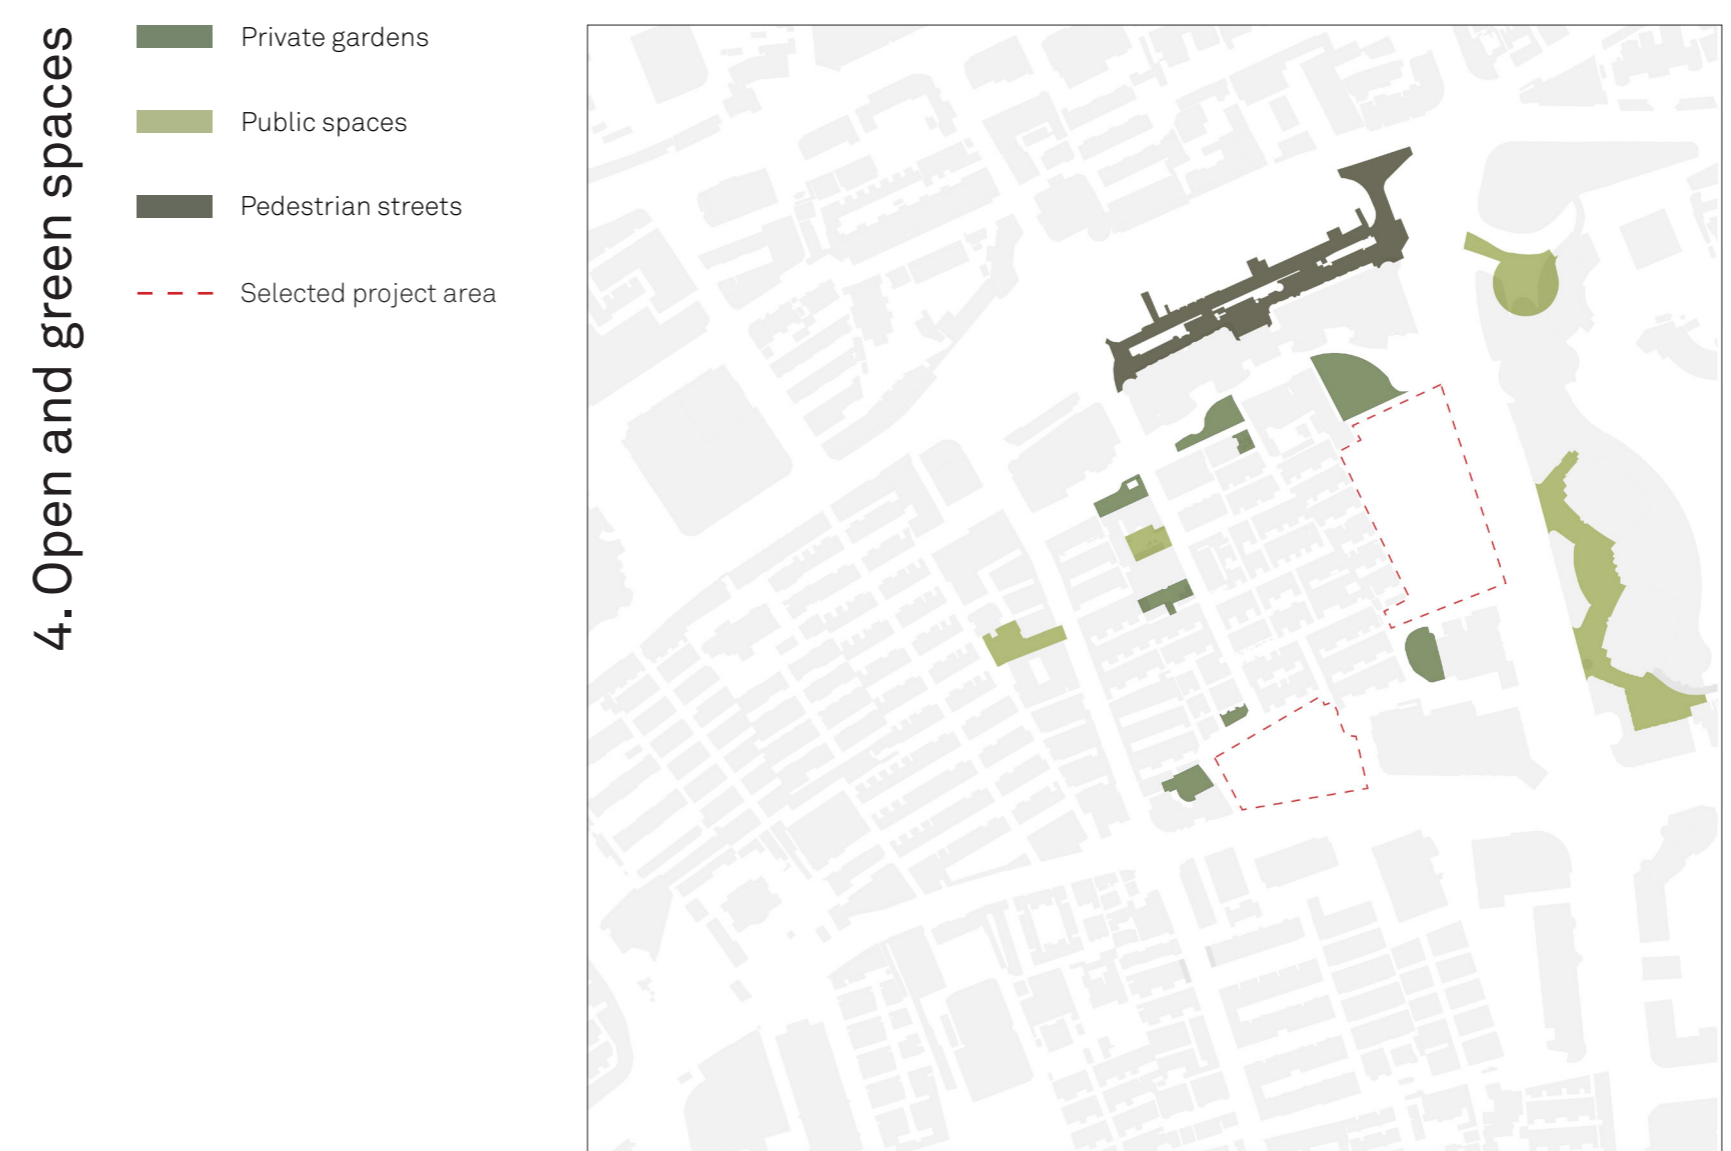 4. Open and green spaces
Private gardens
Public spaces
Pedestrian streets
Selected project area